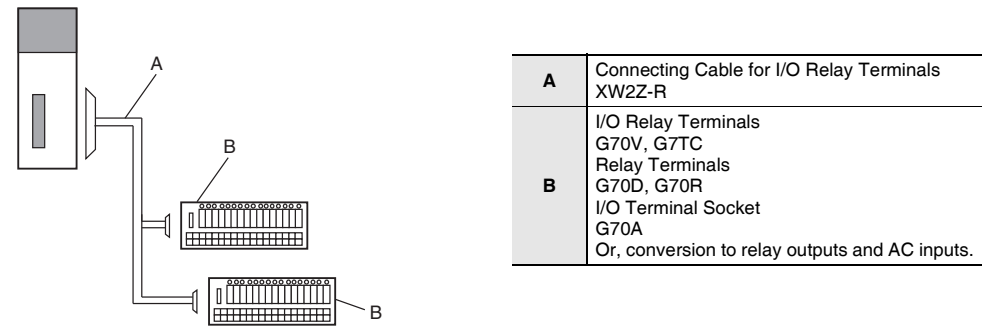 A
B
B
A
Connecting Cable for I/O Relay Terminals
XW2Z-R
B
I/O Relay Terminals
G70V, G7TC
Relay Terminals
G70D, G70R
I/O Terminal Socket
G70A
Or, conversion to relay outputs and AC inputs.